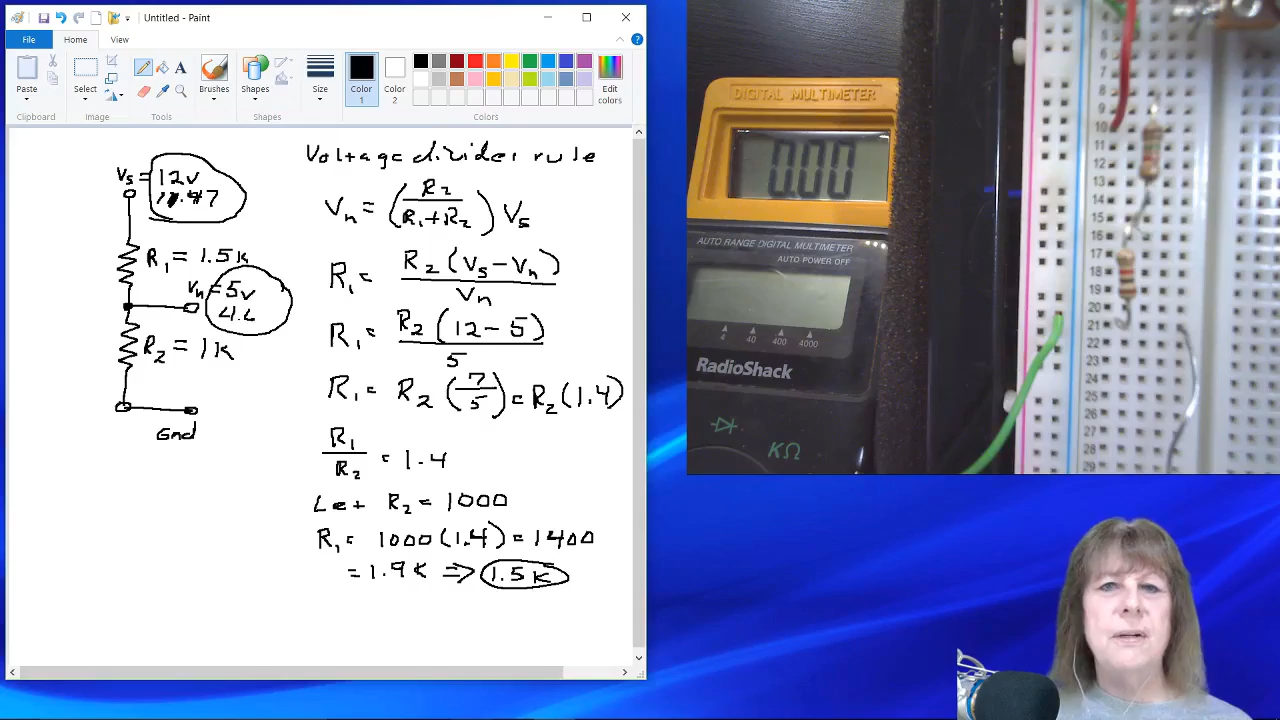 Untitled - Paint
File
Home
View
Paste
Select
Brushes
Shapes
Size
Color 1
Color 2
Edit colors
Clipboard
Image
Tools
Shapes
Colors
Voltage divider rule
Vs = 12v
R1 = 1.5k
Vn = 5v
R2 = 1k
Gnd
Vn = (R2 / R1+R2) Vs
R1 = R2 (Vs - Vn) / Vn
R1 = R2 (12 - 5) / 5
R1 = R2 (7/5) = R2 (1.4)
R1 / R2 = 1.4
Let R2 = 1000
R1 = 1000 (1.4) = 1400
= 1.9K => 1.5K
DIGITAL MULTIMETER
0.00
AUTO RANGE DIGITAL MULTIMETER
AUTO POWER OFF
4 40 400 4000
RadioShack
KΩ
6
7
8
9
10
11
12
13
14
15
16
17
18
19
20
21
22
23
24
25
26
27
28
29